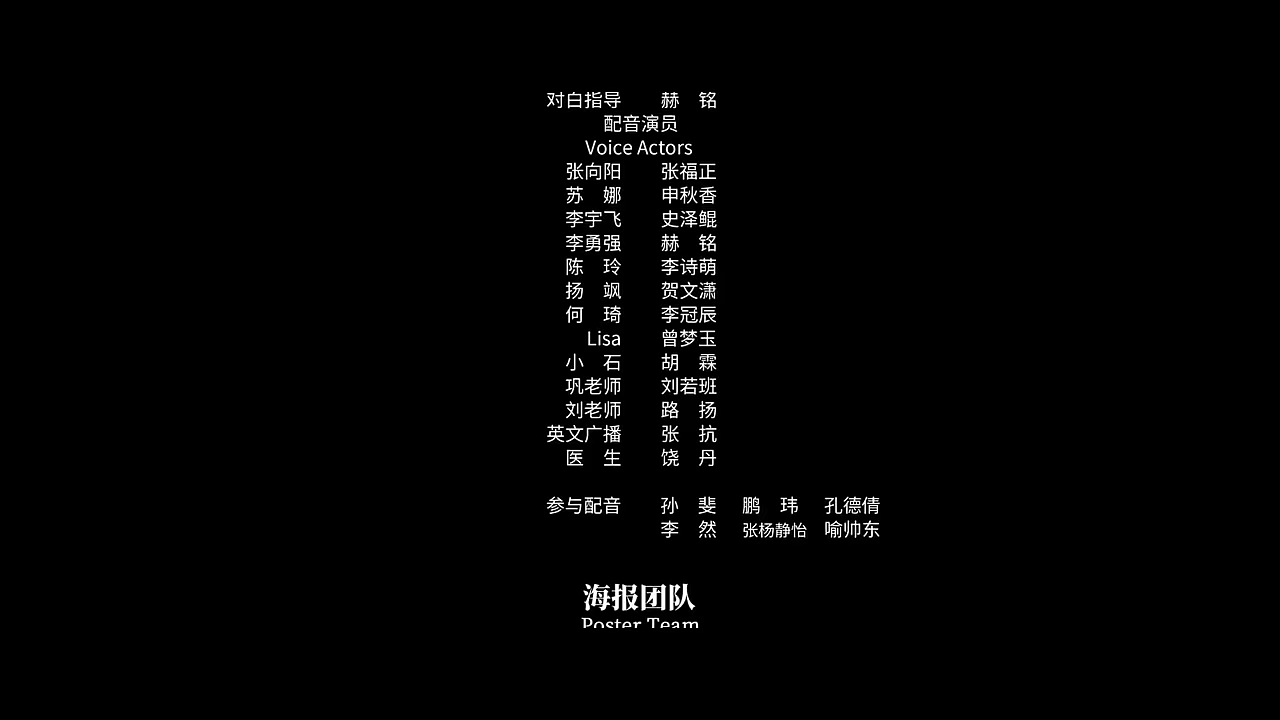 对白指导 赫 铭
配音演员
Voice Actors
张向阳 张福正
苏 娜 申秋香
李宇飞 史泽鲲
李勇强 赫 铭
陈 玲 李诗萌
扬 飒 贺文潇
何 琦 李冠辰
Lisa 曾梦玉
小 石 胡 霖
巩老师 刘若班
刘老师 路 扬
英文广播 张 抗
医 生 饶 丹
参与配音 孙 斐 鹏 玮 孔德倩
李 然 张杨静怡 喻帅东
海报团队
Poster Team